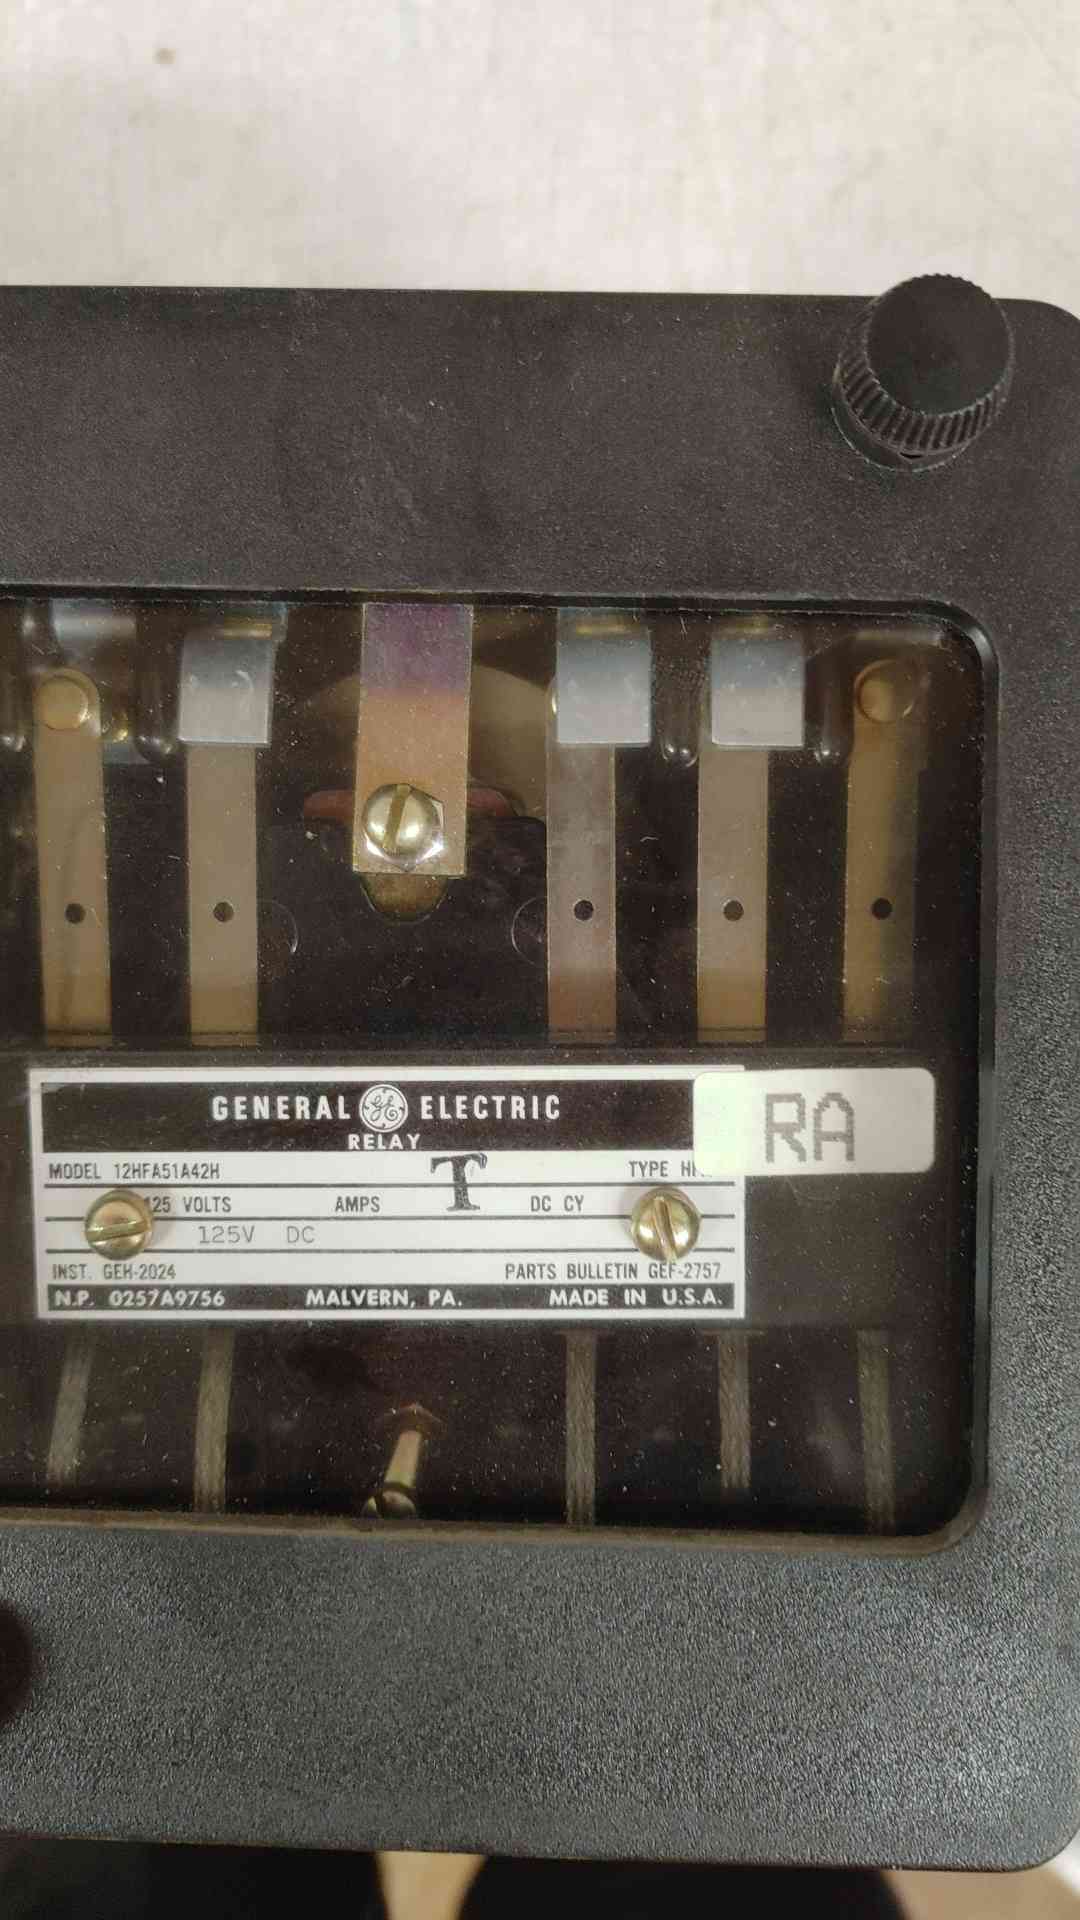 GENERAL GE ELECTRIC
RELAY
RA
MODEL 12HFA51A42H TYPE
T
125 VOLTS AMPS DC CY
125V DC
INST. GEH-2024 PARTS BULLETIN GEF-2757
N.P. 0257A9756 MALVERN, PA. MADE IN U.S.A.